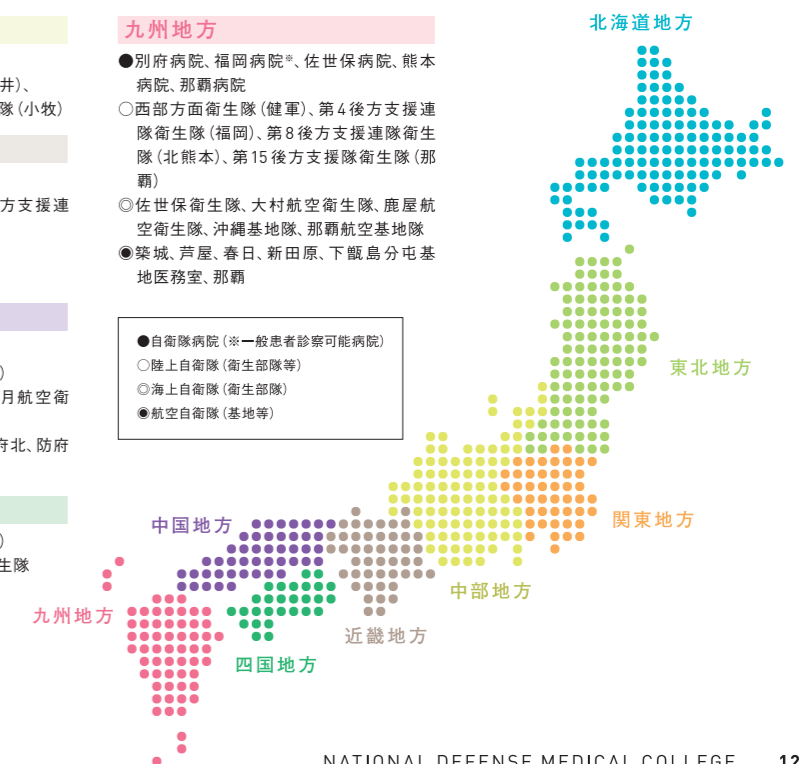 井)、
隊(小牧)
方支援連
)
月航空衛
府北、防府
)
生隊
九州地方
●別府病院、福岡病院※、佐世保病院、熊本
病院、那覇病院
○西部方面衛生隊(健軍)、第4後方支援連
隊衛生隊(福岡)、第8後方支援連隊衛生
隊(北熊本)、第15後方支援隊衛生隊(那
覇)
◎佐世保衛生隊、大村航空衛生隊、鹿屋航
空衛生隊、沖縄基地隊、那覇航空基地隊
◉築城、芦屋、春日、新田原、下甑島分屯基
地医務室、那覇
●自衛隊病院(※一般患者診察可能病院)
○陸上自衛隊(衛生部隊等)
◎海上自衛隊(衛生部隊)
◉航空自衛隊(基地等)
北海道地方
東北地方
関東地方
中国地方
中部地方
九州地方
近畿地方
四国地方
NATIONAL DEFENSE MEDICAL COLLEGE 12